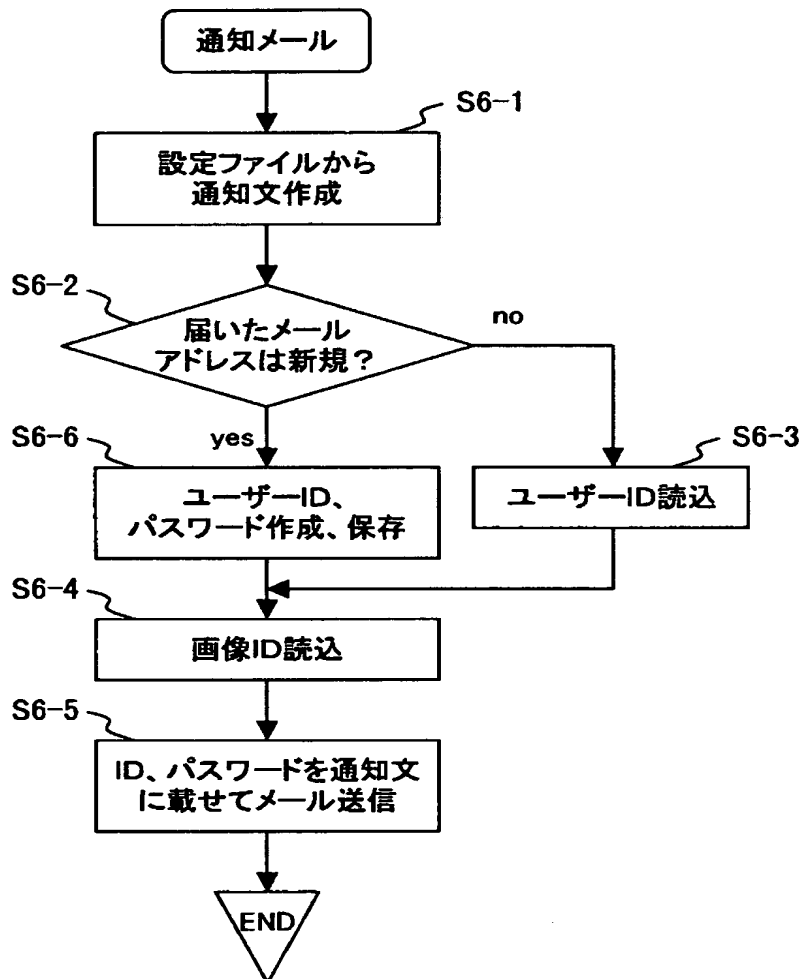 通知メール
S6-1
設定ファイルから
通知文作成
S6-2
届いたメール
アドレスは新規？
no
yes
S6-6
ユーザーID、
パスワード作成、保存
S6-3
ユーザーID読込
S6-4
画像ID読込
S6-5
ID、パスワードを通知文
に載せてメール送信
END